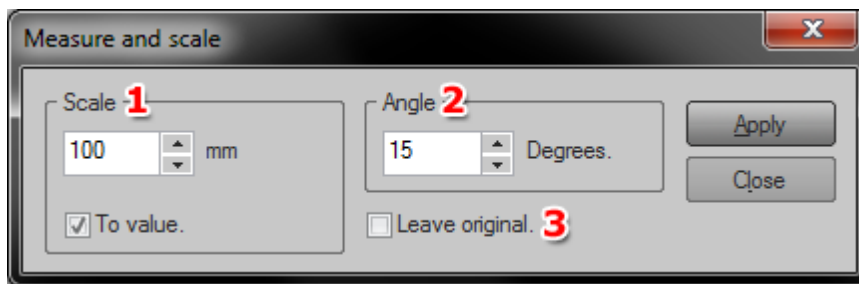 Measure and scale
x
Scale 1
Angle 2
100 mm
15 Degrees.
Apply
Close
To value.
Leave original. 3